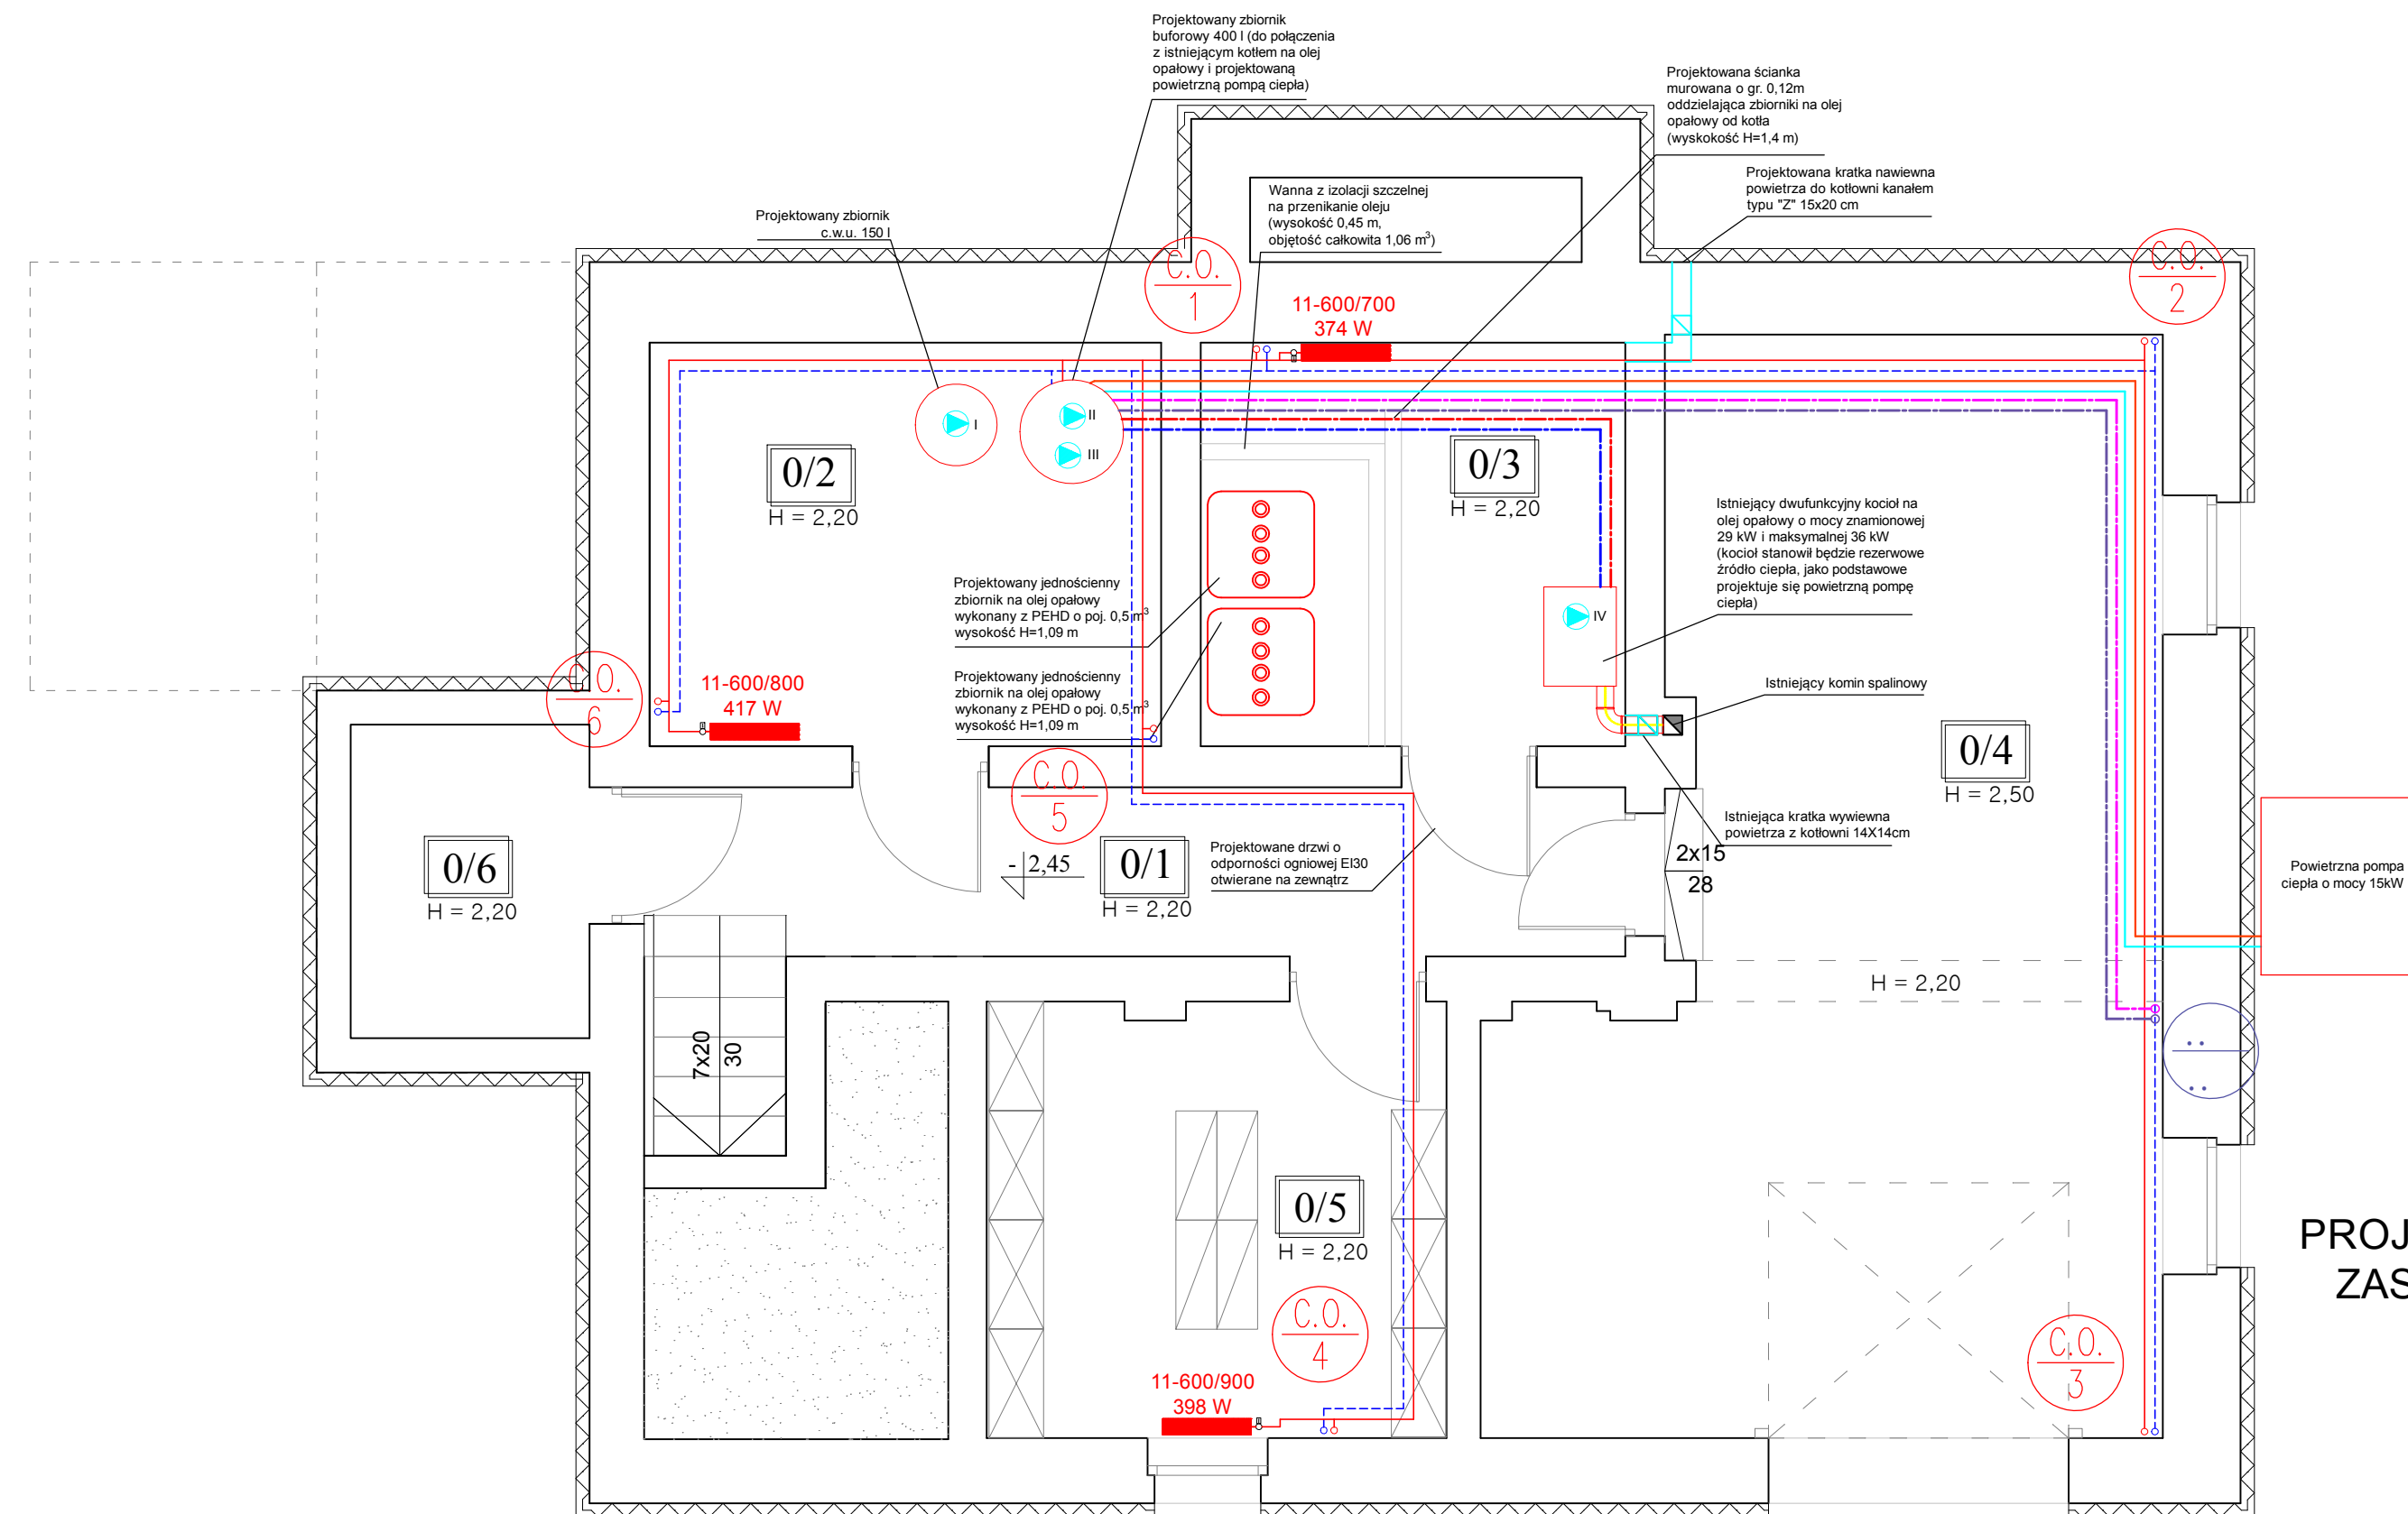 Projektowany zbiornik
buforowy 400 l (do połączenia
z istniejącym kotłem na olej
opałowy i projektowaną
powietrzną pompą ciepła)
Projektowana ścianka
murowana o gr. 0,12m
oddzielająca zbiorniki na olej
opałowy od kotła
(wyskokość H=1,4 m)
Projektowana kratka nawiewna
powietrza do kotłowni kanałem
typu "Z" 15x20 cm
Wanna z izolacji szczelnej
na przenikanie oleju
(wysokość 0,45 m,
objętość całkowita 1,06 m³)
Projektowany zbiornik
c.w.u. 150 l
C.O.
1
C.O.
2
11-600/700
374 W
I
II
III
0/2
H = 2,20
0/3
H = 2,20
Istniejący dwufunkcyjny kocioł na
olej opałowy o mocy znamionowej
29 kW i maksymalnej 36 kW
(kocioł stanowił będzie rezerwowe
źródło ciepła, jako podstawowe
projektuje się powietrzną pompę
ciepła)
Projektowany jednościenny
zbiornik na olej opałowy
wykonany z PEHD o poj. 0,5 m³
wysokość H=1,09 m
IV
Projektowany jednościenny
zbiornik na olej opałowy
wykonany z PEHD o poj. 0,5 m³
wysokość H=1,09 m
11-600/800
417 W
C.O.
6
Istniejący komin spalinowy
0/4
H = 2,50
C.O.
5
Istniejąca kratka wywiewna
powietrza z kotłowni 14X14cm
2x15
28
Powietrzna pompa
ciepła o mocy 15kW
0/6
H = 2,20
- 2,45
0/1
H = 2,20
Projektowane drzwi o
odporności ogniowej EI30
otwierane na zewnątrz
H = 2,20
7x20
30
0/5
H = 2,20
C.O.
4
11-600/900
398 W
C.O.
3
PROJ
ZAS